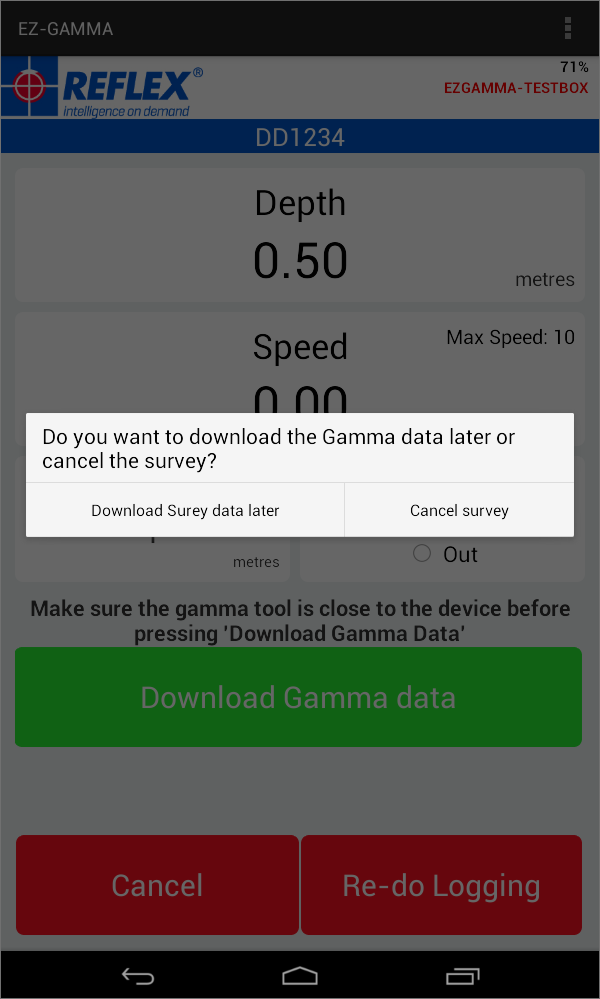 EZ-GAMMA
REFLEX®
intelligence on demand
71%
EZGAMMA-TESTBOX
DD1234
Depth
0.50
metres
Speed
Max Speed: 10
0.00
Do you want to download the Gamma data later or
cancel the survey?
Download Surey data later
Cancel survey
metres
Out
Make sure the gamma tool is close to the device before
pressing 'Download Gamma Data'
Download Gamma data
Cancel
Re-do Logging